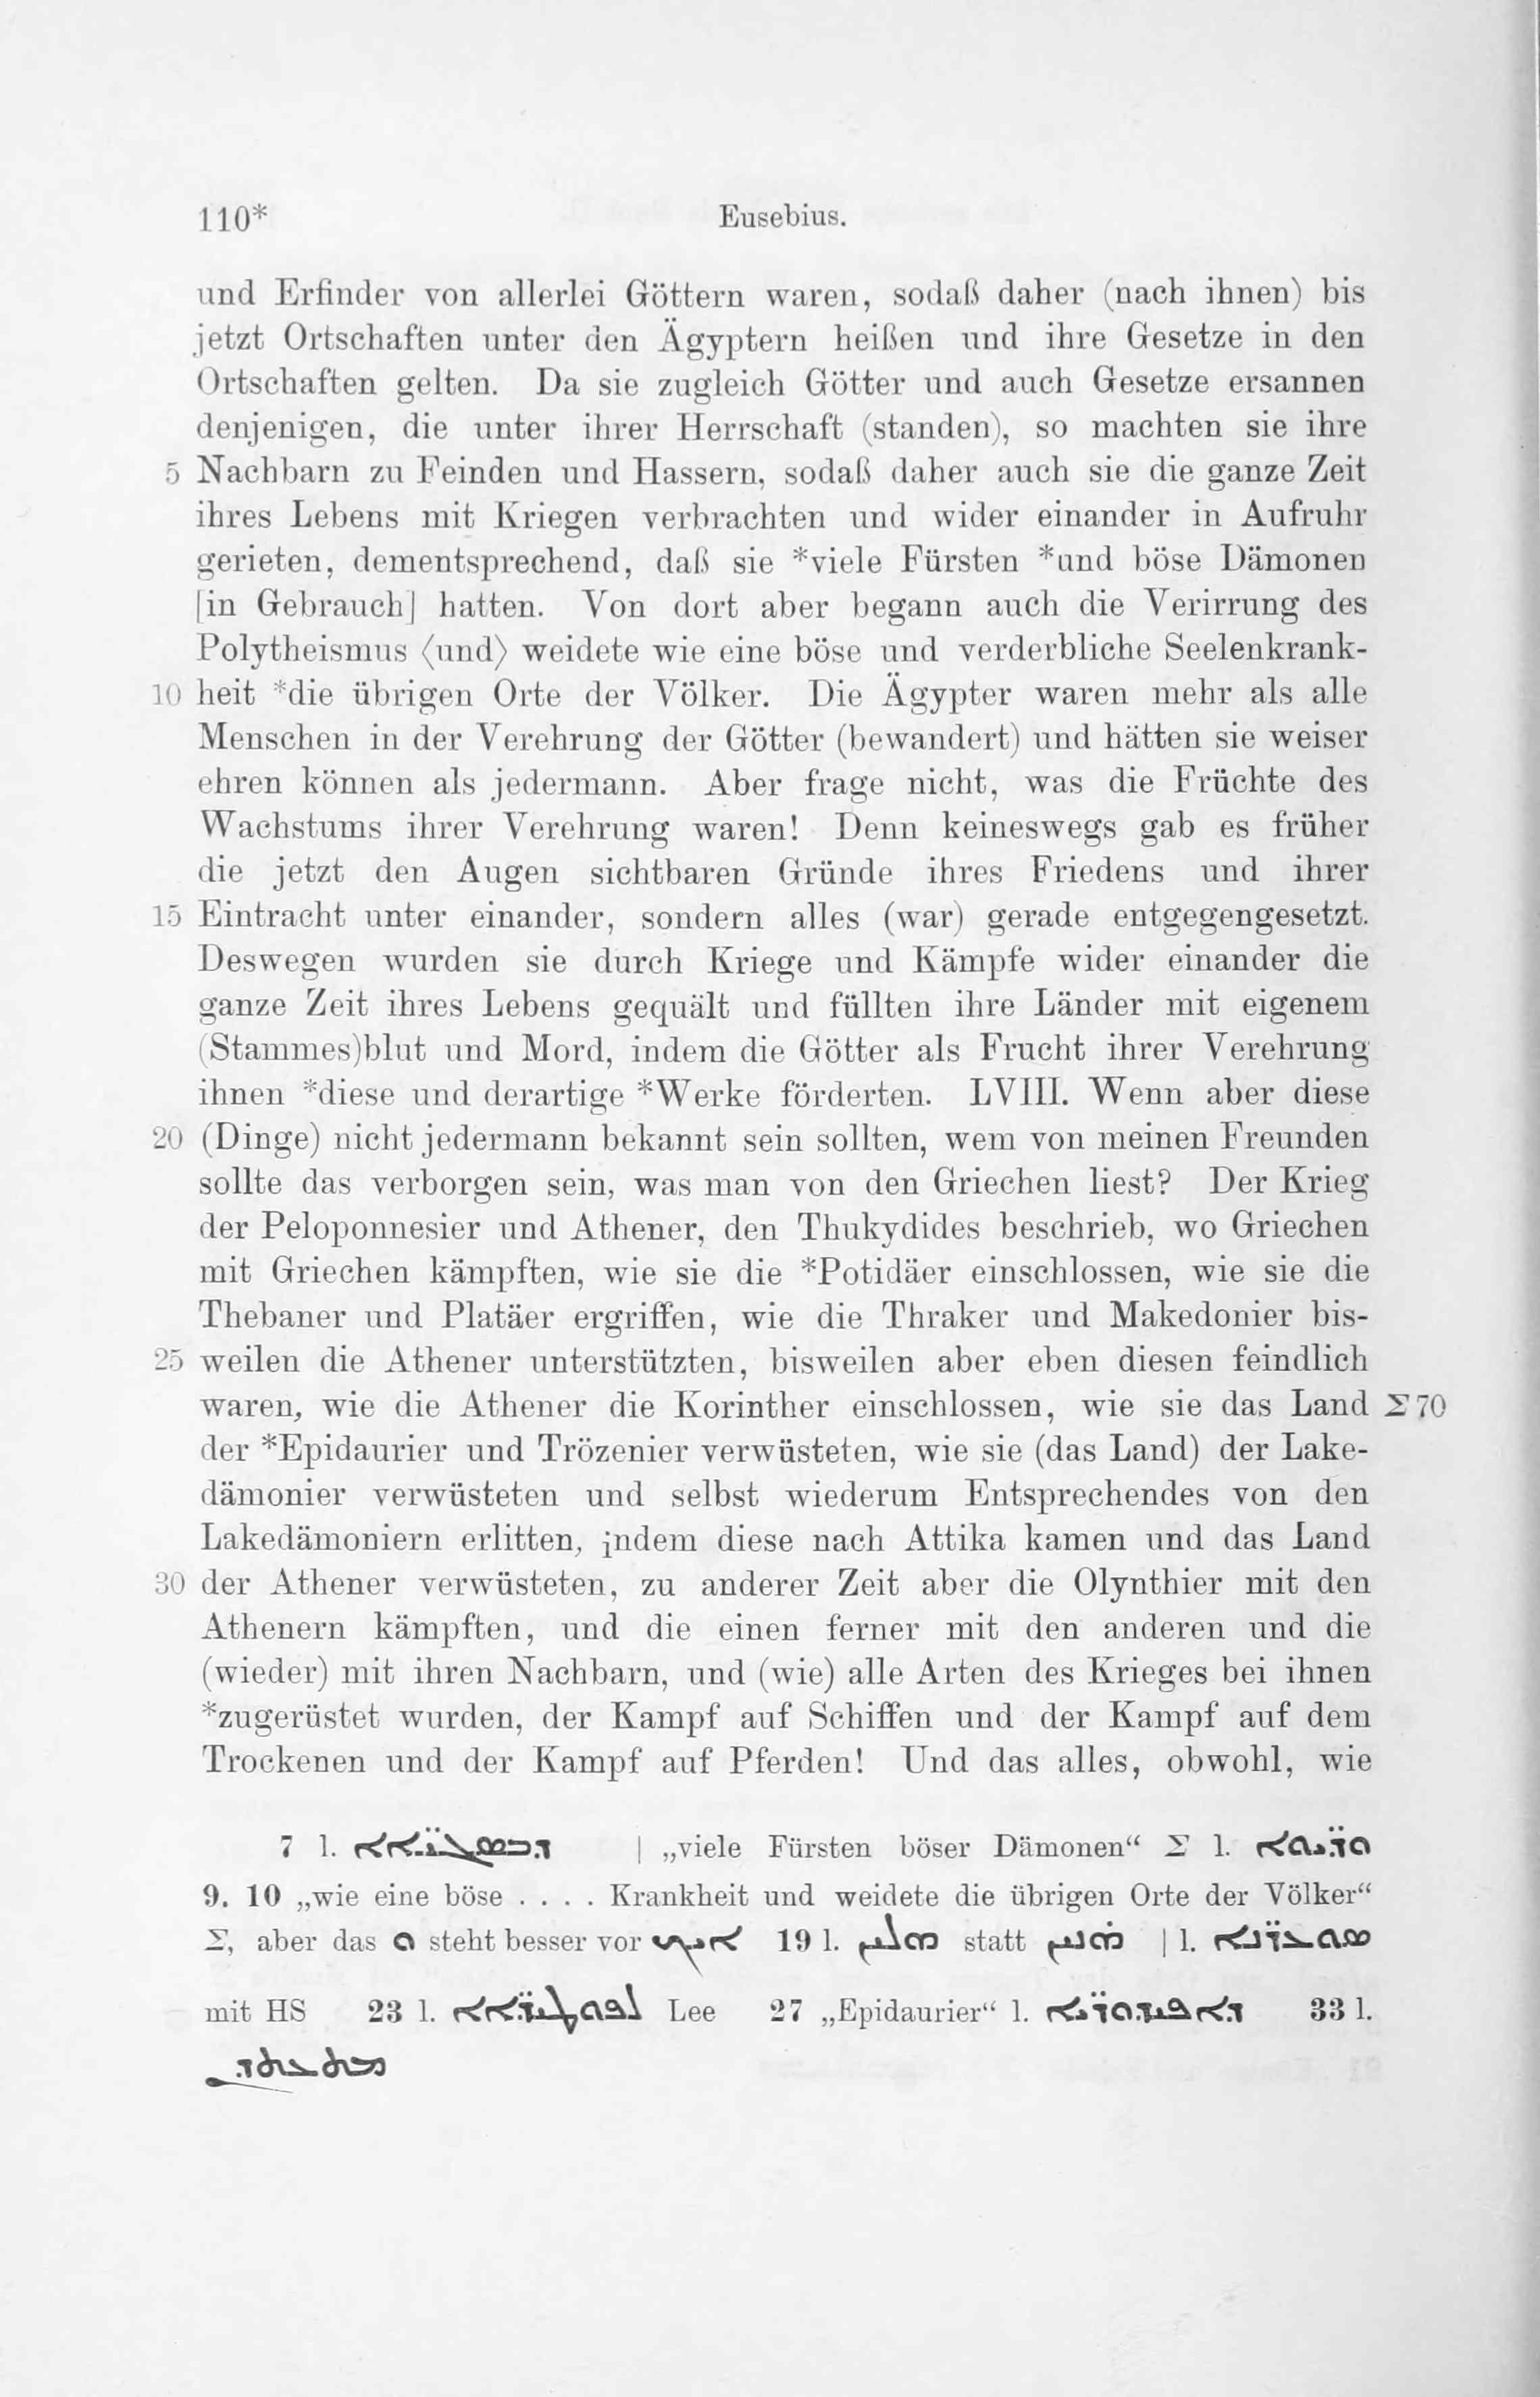 110* Eusebius.
und Erfinder von allerlei Göttern waren, sodaß daher (nach ihnen) bis
jetzt Ortschaften unter den Ägyptern heißen und ihre Gesetze in den
Ortschaften gelten. Da sie zugleich Götter und auch Gesetze ersannen
denjenigen, die unter ihrer Herrschaft (standen), so machten sie ihre
5 Nachbarn zu Feinden und Hassern, sodaß daher auch sie die ganze Zeit
ihres Lebens mit Kriegen verbrachten und wider einander in Aufruhr
gerieten, dementsprechend, daß sie *viele Fürsten *und böse Dämonen
[in Gebrauch] hatten. Von dort aber begann auch die Verirrung des
Polytheismus ⟨und⟩ weidete wie eine böse und verderbliche Seelenkrank-
10 heit *die übrigen Orte der Völker. Die Ägypter waren mehr als alle
Menschen in der Verehrung der Götter (bewandert) und hätten sie weiser
ehren können als jedermann. Aber frage nicht, was die Früchte des
Wachstums ihrer Verehrung waren! Denn keineswegs gab es früher
die jetzt den Augen sichtbaren Gründe ihres Friedens und ihrer
15 Eintracht unter einander, sondern alles (war) gerade entgegengesetzt.
Deswegen wurden sie durch Kriege und Kämpfe wider einander die
ganze Zeit ihres Lebens gequält und füllten ihre Länder mit eigenem
(Stammes)blut und Mord, indem die Götter als Frucht ihrer Verehrung
ihnen *diese und derartige *Werke förderten. LVIII. Wenn aber diese
20 (Dinge) nicht jedermann bekannt sein sollten, wem von meinen Freunden
sollte das verborgen sein, was man von den Griechen liest? Der Krieg
der Peloponnesier und Athener, den Thukydides beschrieb, wo Griechen
mit Griechen kämpften, wie sie die *Potidäer einschlossen, wie sie die
Thebaner und Platäer ergriffen, wie die Thraker und Makedonier bis-
25 weilen die Athener unterstützten, bisweilen aber eben diesen feindlich
waren, wie die Athener die Korinther einschlossen, wie sie das Land Σ 70
der *Epidaurier und Trözenier verwüsteten, wie sie (das Land) der Lake-
dämonier verwüsteten und selbst wiederum Entsprechendes von den
Lakedämoniern erlitten, indem diese nach Attika kamen und das Land
30 der Athener verwüsteten, zu anderer Zeit aber die Olynthier mit den
Athenern kämpften, und die einen ferner mit den anderen und die
(wieder) mit ihren Nachbarn, und (wie) alle Arten des Krieges bei ihnen
*zugerüstet wurden, der Kampf auf Schiffen und der Kampf auf dem
Trockenen und der Kampf auf Pferden! Und das alles, obwohl, wie
7 l. | „viele Fürsten böser Dämonen“ Σ l.
9. 10 „wie eine böse . . . . Krankheit und weidete die übrigen Orte der Völker“
Σ, aber das ܘ steht besser vor ܐܝܟ 19 l. ܗܠܝܢ statt ܗܢܝܢ | l. ܣܘܥܪ̈ܢܐ
mit HS 23 l. Lee 27 „Epidaurier“ l. 33 l.